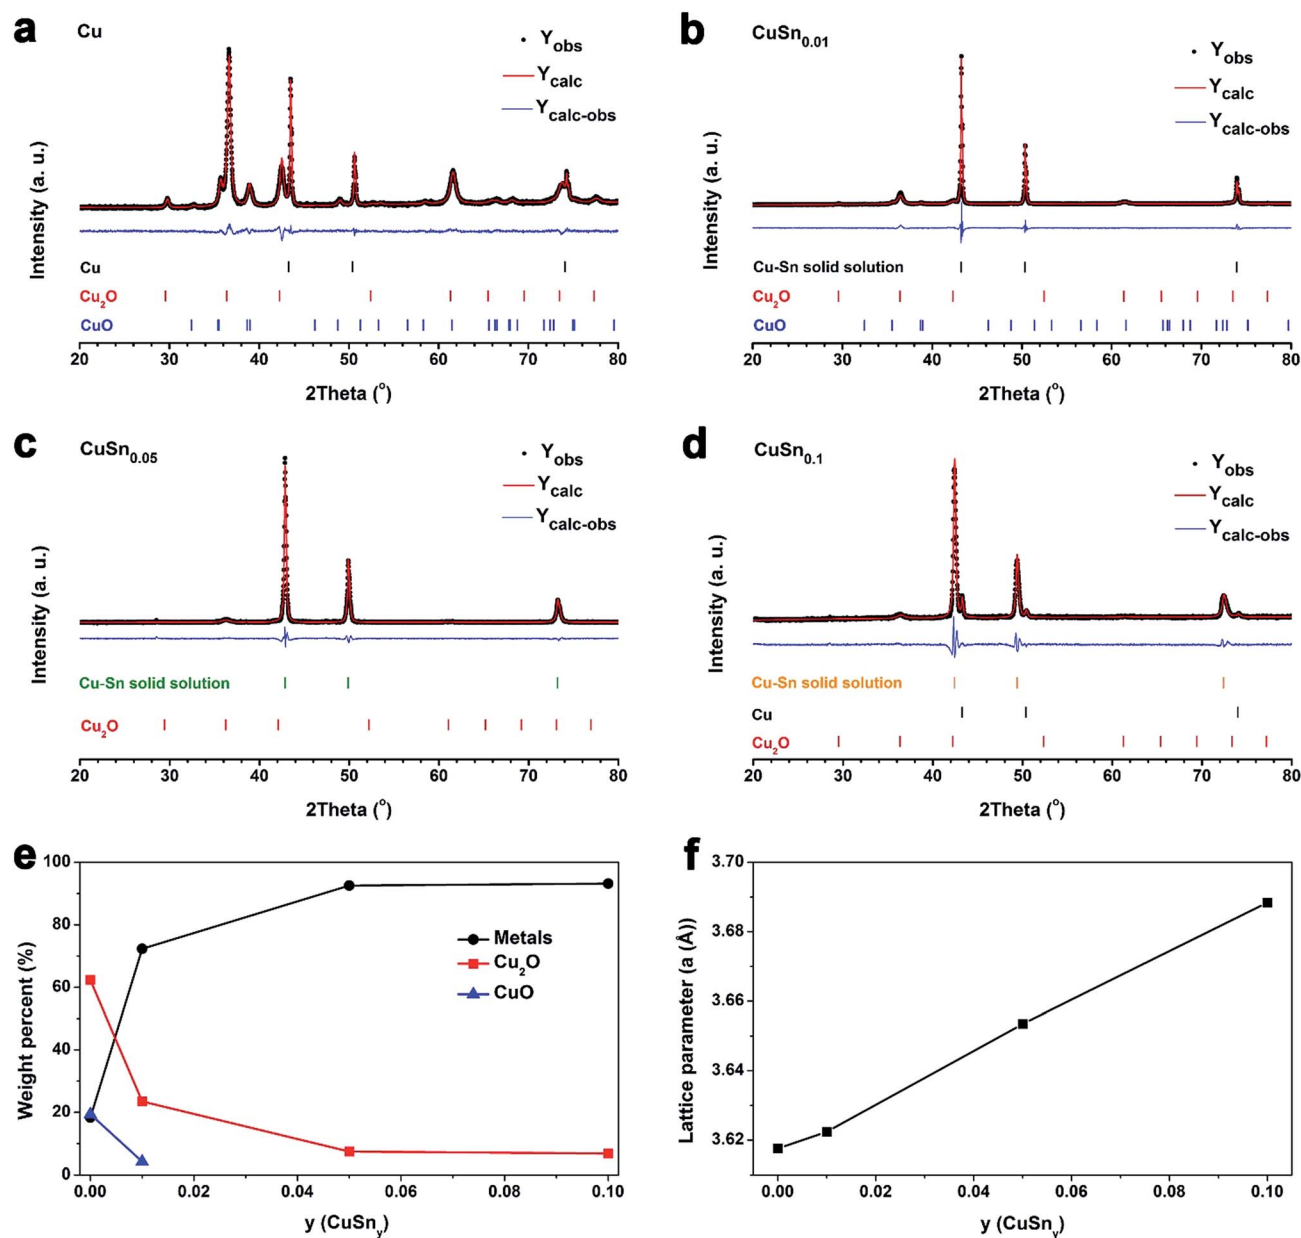 a
Cu
Y_obs
Y_calc
Y_calc-obs
Intensity (a. u.)
Cu
Cu₂O
CuO
20 30 40 50 60 70 80
2Theta (°)
b
CuSn₀.₀₁
Y_obs
Y_calc
Y_calc-obs
Intensity (a. u.)
Cu-Sn solid solution
Cu₂O
CuO
20 30 40 50 60 70 80
2Theta (°)
c
CuSn₀.₀₅
Y_obs
Y_calc
Y_calc-obs
Intensity (a. u.)
Cu-Sn solid solution
Cu₂O
20 30 40 50 60 70 80
2Theta (°)
d
CuSn₀.₁
Y_obs
Y_calc
Y_calc-obs
Intensity (a. u.)
Cu-Sn solid solution
Cu
Cu₂O
20 30 40 50 60 70 80
2Theta (°)
e
100
80
60
40
20
0
Weight percent (%)
Metals
Cu₂O
CuO
0.00 0.02 0.04 0.06 0.08 0.10
y (CuSn_y)
f
3.70
3.68
3.66
3.64
3.62
Lattice parameter (a (Å))
0.00 0.02 0.04 0.06 0.08 0.10
y (CuSn_y)